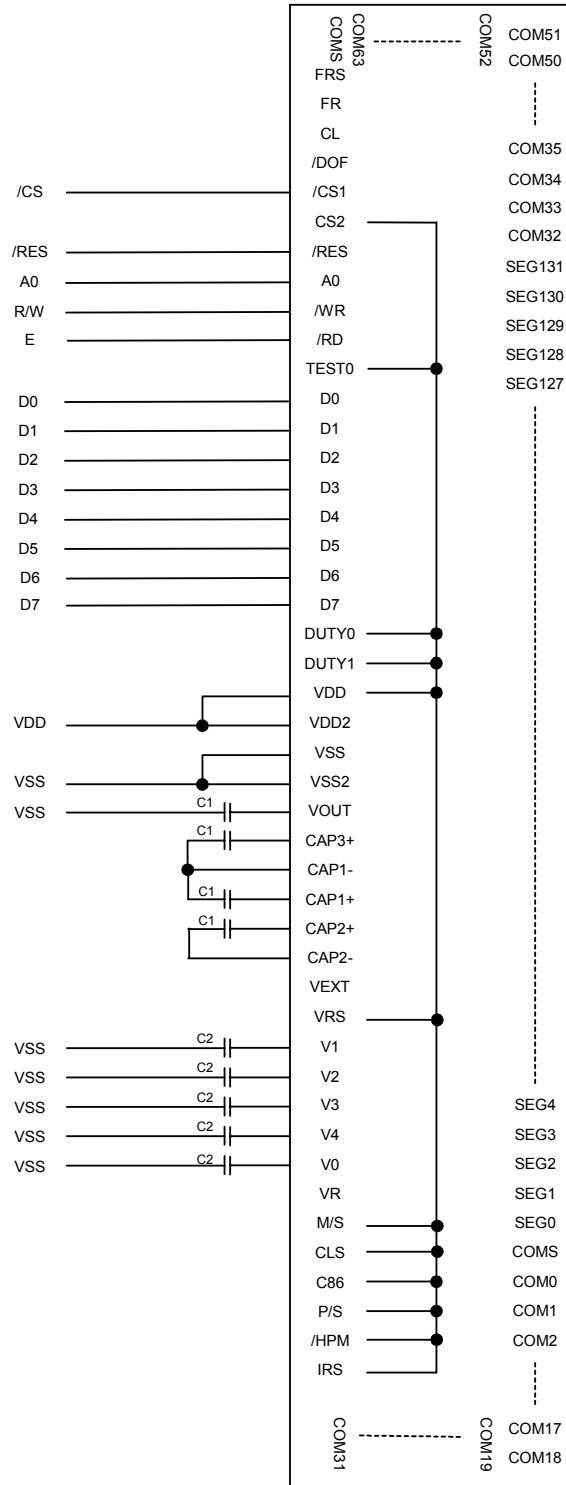 COMS
COM63
COM52
COM51
COM50
FRS
FR
CL
/DOF
COM35
/CS
/CS1
COM34
CS2
COM33
COM32
/RES
/RES
SEG131
A0
A0
SEG130
R/W
/WR
SEG129
E
/RD
SEG128
TEST0
SEG127
D0
D0
D1
D1
D2
D2
D3
D3
D4
D4
D5
D5
D6
D6
D7
D7
DUTY0
DUTY1
VDD
VDD
VDD2
VSS
VSS
VSS2
VSS
C1
VOUT
C1
CAP3+
CAP1-
C1
CAP1+
C1
CAP2+
CAP2-
VEXT
VRS
VSS
C2
V1
VSS
C2
V2
VSS
C2
V3
SEG4
VSS
C2
V4
SEG3
VSS
C2
V0
SEG2
VR
SEG1
M/S
SEG0
CLS
COMS
C86
COM0
P/S
COM1
/HPM
COM2
IRS
COM31
COM19
COM17
COM18